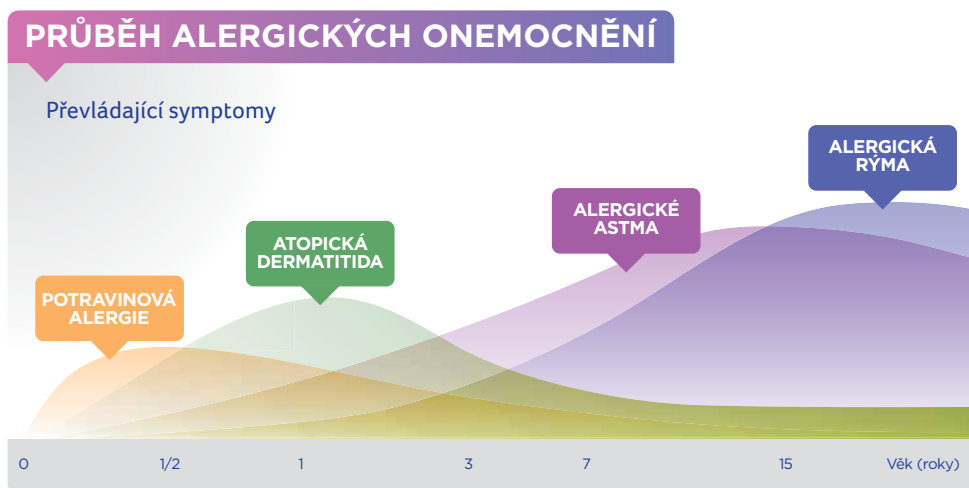 PRŮBĚH ALERGICKÝCH ONEMOCNĚNÍ
Převládající symptomy
ALERGICKÁ
RÝMA
ALERGICKÉ
ASTMA
ATOPICKÁ
DERMATITIDA
POTRAVINOVÁ
ALERGIE
0 1/2 1 3 7 15 Věk (roky)